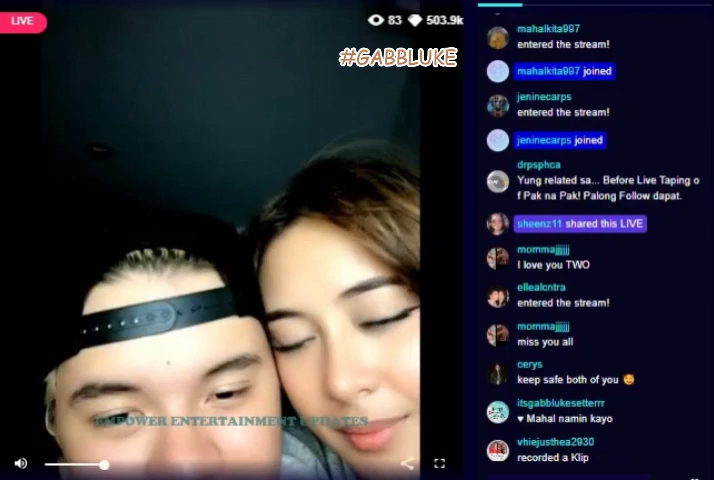 LIVE
83 503.9k
#GABBLUKE
EMPOWER ENTERTAINMENT UPDATES
mahalkita997
entered the stream!
mahalkita997 joined
jeninecarps
entered the stream!
jeninecarps joined
drpsphca
Yung related sa... Before Live Taping o
f Pak na Pak! Palong Follow dapat.
sheenz11 shared this LIVE
mommajjjjjj
I love you TWO
ellealcntra
entered the stream!
mommajjjjjj
miss you all
cerys
keep safe both of you 🤩
itsgabblukesetterrr
♥ Mahal namin kayo
vhiejusthea2930
recorded a Klip